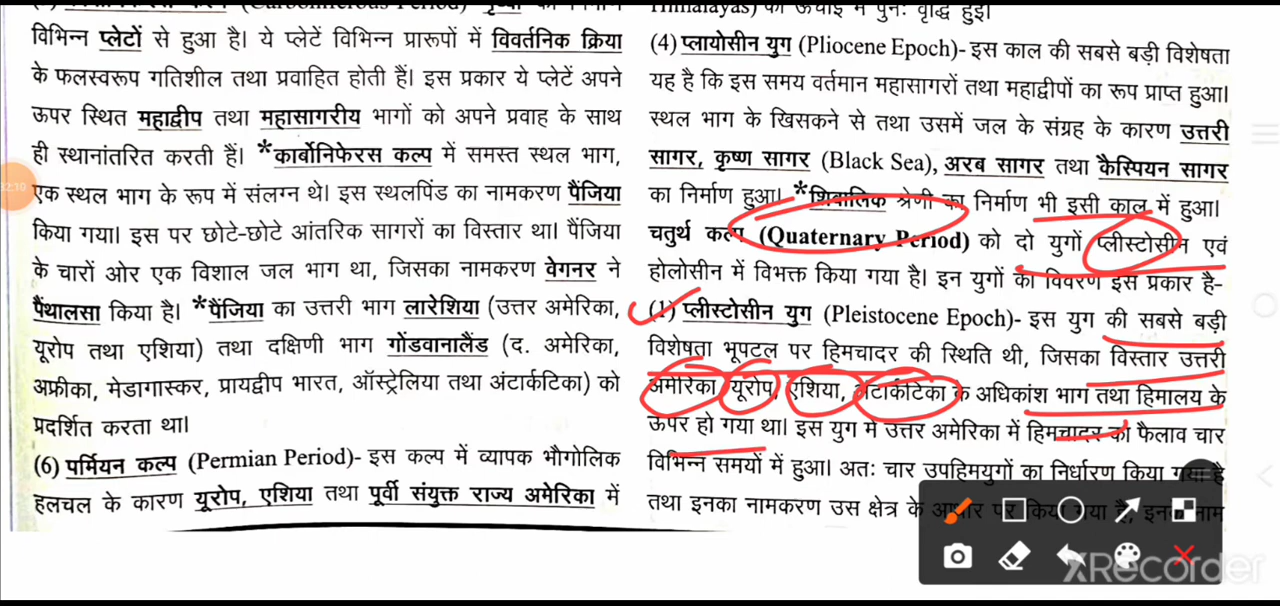 विभिन्न प्लेटों से हुआ है। ये प्लेटें विभिन्न प्रारूपों में विवर्तनिक क्रिया
के फलस्वरूप गतिशील तथा प्रवाहित होती हैं। इस प्रकार ये प्लेटें अपने
ऊपर स्थित महाद्वीप तथा महासागरीय भागों को अपने प्रवाह के साथ
ही स्थानांतरित करती हैं। *कार्बोनिफेरस कल्प में समस्त स्थल भाग,
एक स्थल भाग के रूप में संलग्न थे। इस स्थलपिंड का नामकरण पैंजिया
किया गया। इस पर छोटे-छोटे आंतरिक सागरों का विस्तार था। पैंजिया
के चारों ओर एक विशाल जल भाग था, जिसका नामकरण वेगनर ने
पैंथालसा किया है। *पैंजिया का उत्तरी भाग लारेशिया (उत्तर अमेरिका,
यूरोप तथा एशिया) तथा दक्षिणी भाग गोंडवानालैंड (द. अमेरिका,
अफ्रीका, मेडागास्कर, प्रायद्वीप भारत, ऑस्ट्रेलिया तथा अंटार्कटिका) को
प्रदर्शित करता था।
(6) पर्मियन कल्प (Permian Period)- इस कल्प में व्यापक भौगोलिक
हलचल के कारण यूरोप, एशिया तथा पूर्वी संयुक्त राज्य अमेरिका में
Himalayas) की ऊंचाई में पुनः वृद्धि हुई।
(4) प्लायोसीन युग (Pliocene Epoch)- इस काल की सबसे बड़ी विशेषता
यह है कि इस समय वर्तमान महासागरों तथा महाद्वीपों का रूप प्राप्त हुआ।
स्थल भाग के खिसकने से तथा उसमें जल के संग्रह के कारण उत्तरी
सागर, कृष्ण सागर (Black Sea), अरब सागर तथा कैस्पियन सागर
का निर्माण हुआ। *शिवालिक श्रेणी का निर्माण भी इसी काल में हुआ।
चतुर्थ कल्प (Quaternary Period) को दो युगों प्लीस्टोसीन एवं
होलोसीन में विभक्त किया गया है। इन युगों का विवरण इस प्रकार है-
(1) प्लीस्टोसीन युग (Pleistocene Epoch)- इस युग की सबसे बड़ी
विशेषता भूपटल पर हिमचादर की स्थिति थी, जिसका विस्तार उत्तरी
अमेरिका यूरोप, एशिया, अंटार्कटिका के अधिकांश भाग तथा हिमालय के
ऊपर हो गया था। इस युग में उत्तर अमेरिका में हिमचादर का फैलाव चार
विभिन्न समयों में हुआ। अतः चार उपहिमयुगों का निर्धारण किया गया है
तथा इनका नामकरण उस क्षेत्र के आधार पर किया गया है, इनके नाम
32:19
XRecorder